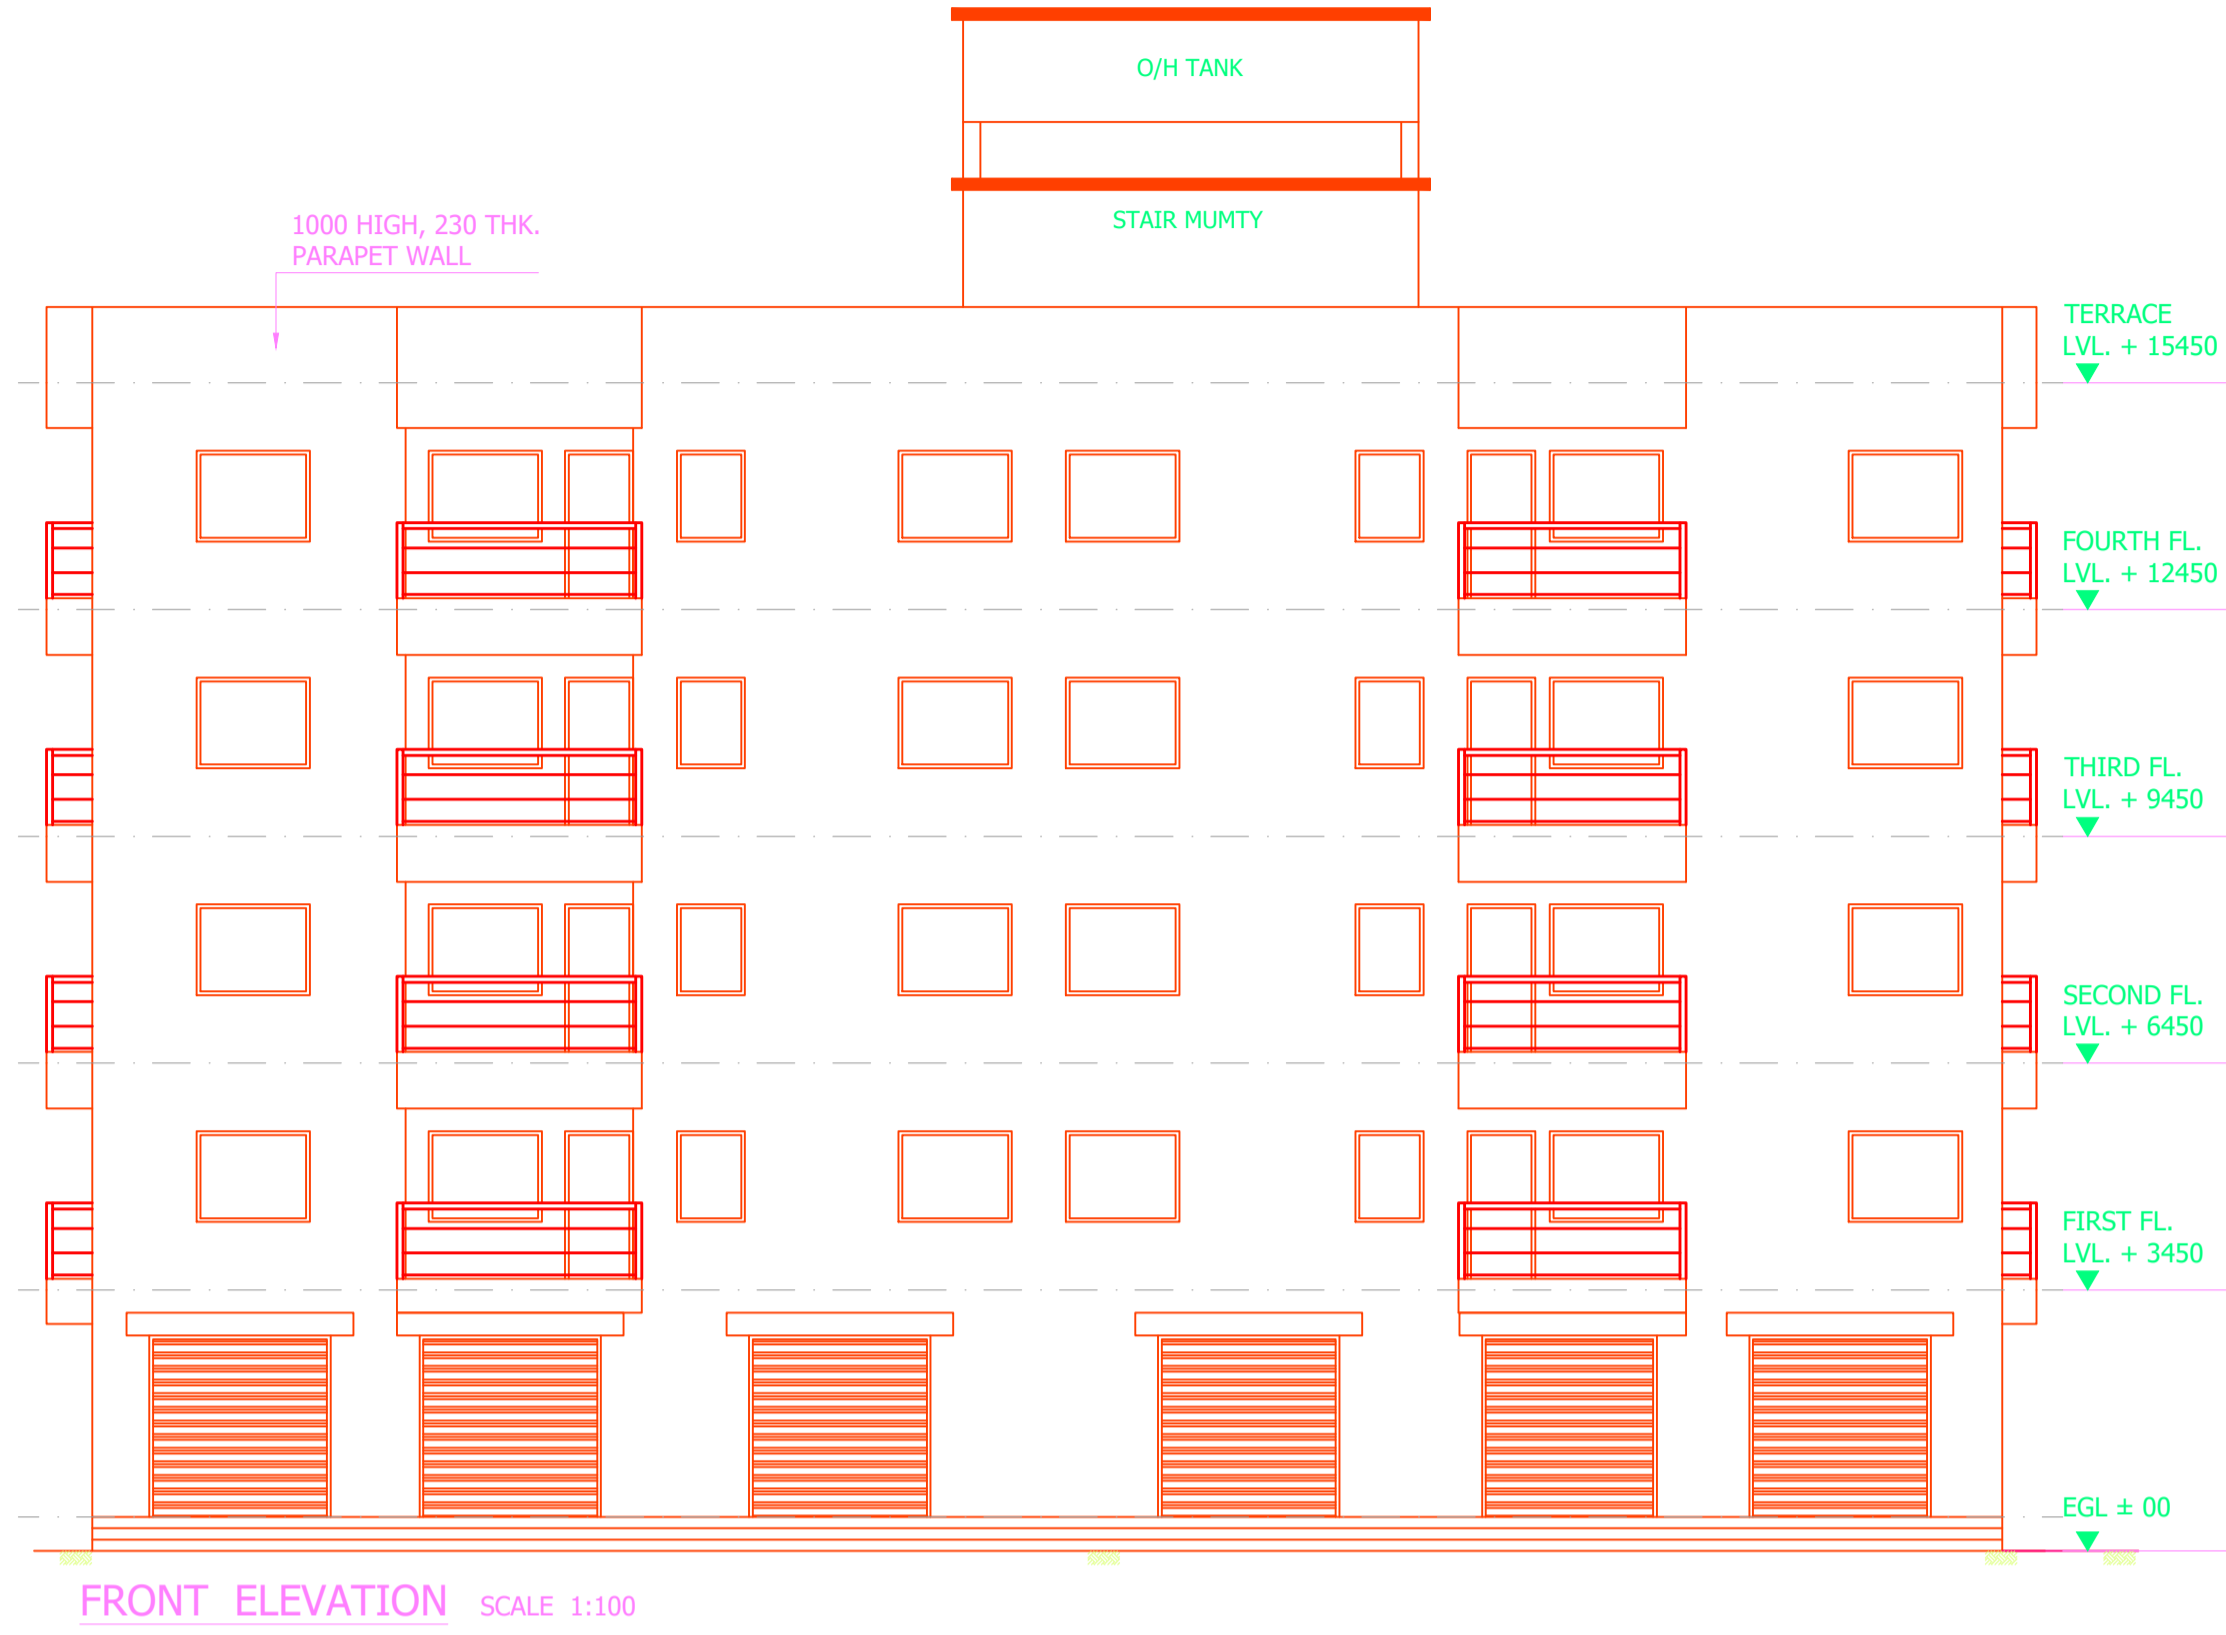 O/H TANK
STAIR MUMTY
1000 HIGH, 230 THK.
PARAPET WALL
TERRACE
LVL. + 15450
FOURTH FL.
LVL. + 12450
THIRD FL.
LVL. + 9450
SECOND FL.
LVL. + 6450
FIRST FL.
LVL. + 3450
EGL ± 00
FRONT ELEVATION SCALE 1:100